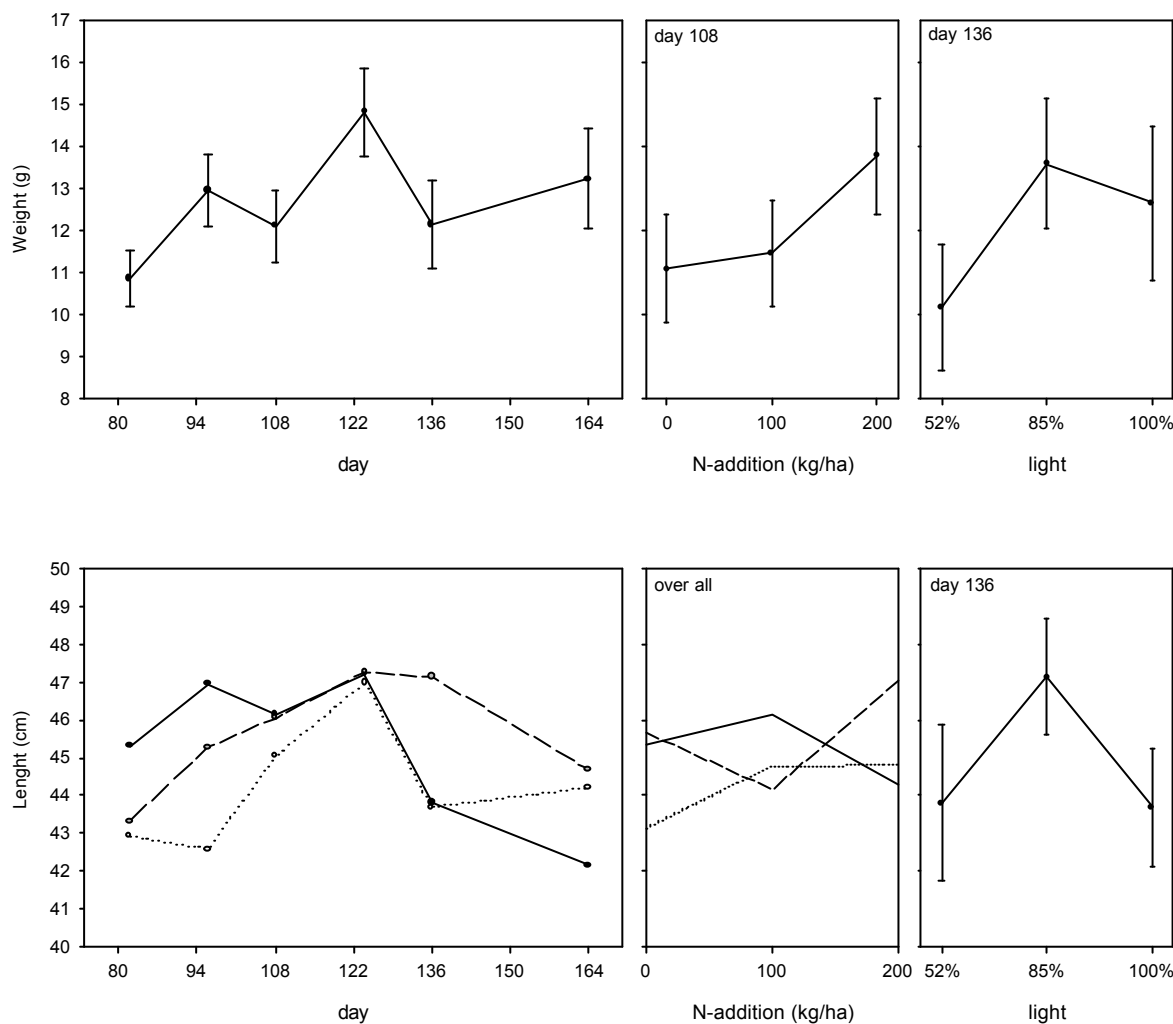 17
16
15
14
13
12
11
10
9
8
Weight (g)
80 94 108 122 136 150 164
day
day 108
0 100 200
N-addition (kg/ha)
day 136
52% 85% 100%
light
50
49
48
47
46
45
44
43
42
41
40
Lenght (cm)
80 94 108 122 136 150 164
day
over all
0 100 200
N-addition (kg/ha)
day 136
52% 85% 100%
light